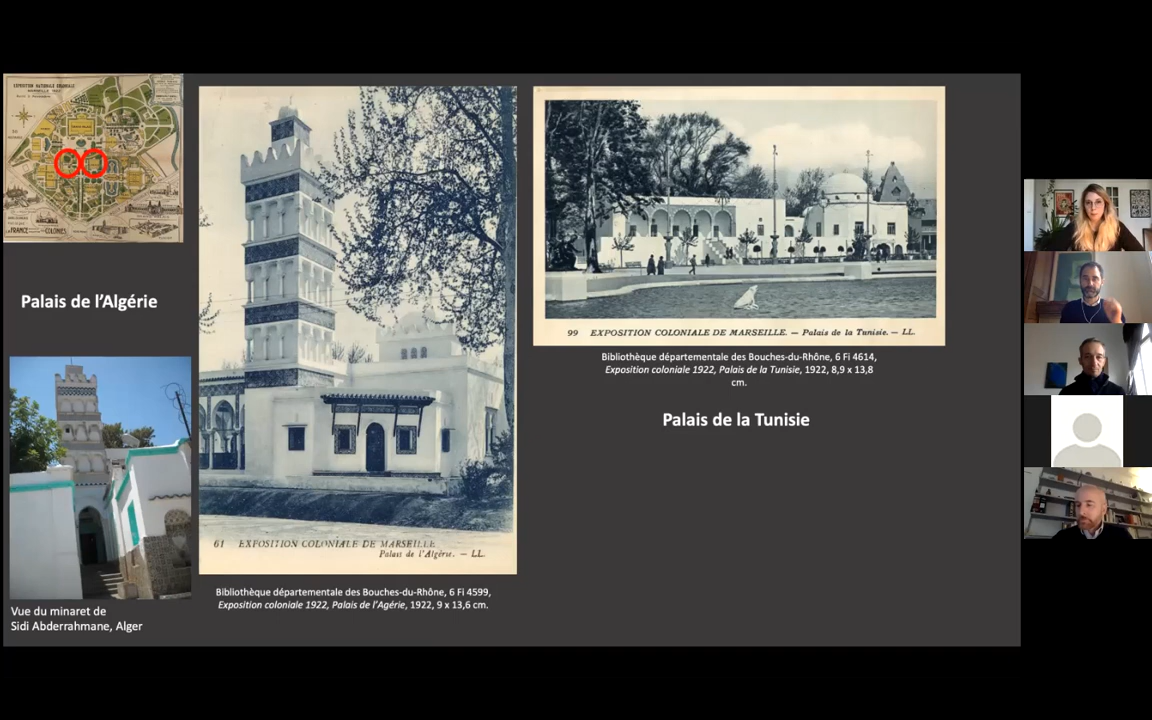 EXPOSITION NATIONALE COLONIALE
MARSEILLE 1922
LA FRANCE DES COLONIES
Palais de l'Algérie
Vue du minaret de
Sidi Abderrahmane, Alger
61 EXPOSITION COLONIALE DE MARSEILLE
Palais de l'Algérie. — LL.
Bibliothèque départementale des Bouches-du-Rhône, 6 Fi 4599,
Exposition coloniale 1922, Palais de l'Agérie, 1922, 9 x 13,6 cm.
99 EXPOSITION COLONIALE DE MARSEILLE. — Palais de la Tunisie. — LL.
Bibliothèque départementale des Bouches-du-Rhône, 6 Fi 4614,
Exposition coloniale 1922, Palais de la Tunisie, 1922, 8,9 x 13,8
cm.
Palais de la Tunisie